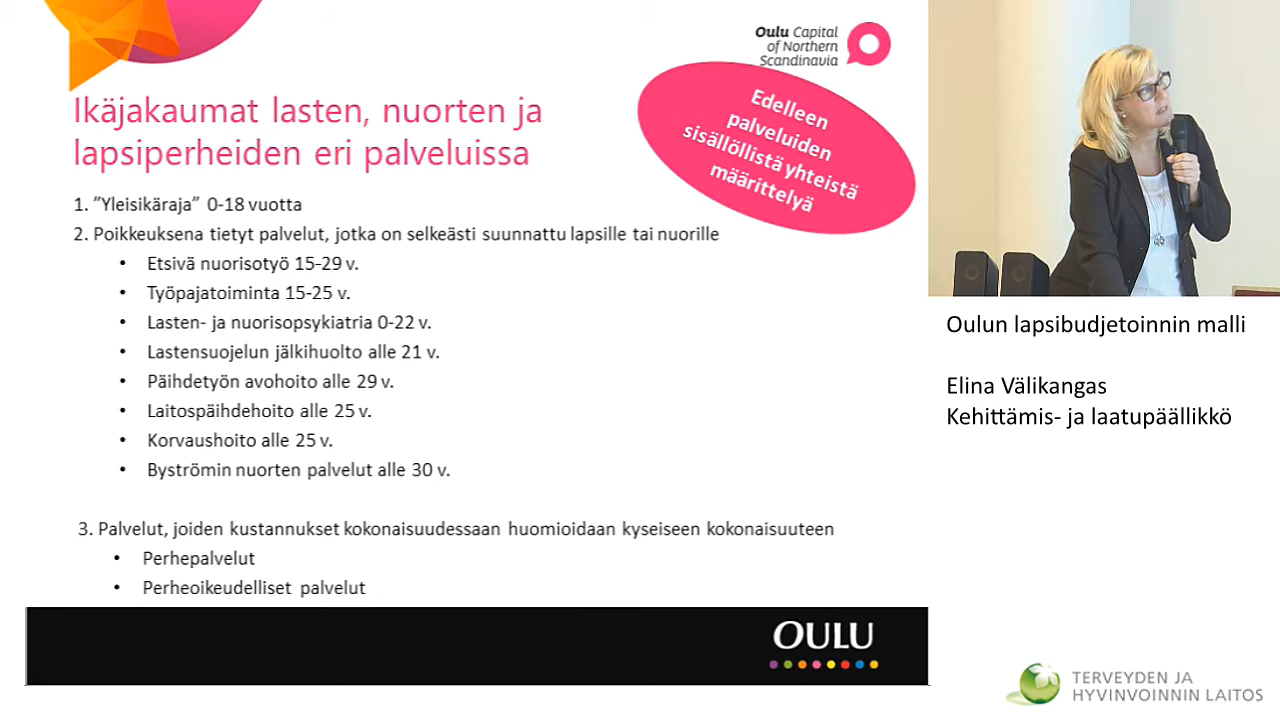 Oulu Capital
of Northern
Scandinavia
Edelleen
palveluiden
sisällöllistä yhteistä
määrittelyä
Ikäjakaumat lasten, nuorten ja
lapsiperheiden eri palveluissa
1. ”Yleisikäraja” 0-18 vuotta
2. Poikkeuksena tietyt palvelut, jotka on selkeästi suunnattu lapsille tai nuorille
• Etsivä nuorisotyö 15-29 v.
• Työpajatoiminta 15-25 v.
• Lasten- ja nuorisopsykiatria 0-22 v.
• Lastensuojelun jälkihuolto alle 21 v.
• Päihdetyön avohoito alle 29 v.
• Laitospäihdehoito alle 25 v.
• Korvaushoito alle 25 v.
• Byströmin nuorten palvelut alle 30 v.
3. Palvelut, joiden kustannukset kokonaisuudessaan huomioidaan kyseiseen kokonaisuuteen
• Perhepalvelut
• Perheoikeudelliset palvelut
OULU
Oulun lapsibudjetoinnin malli
Elina Välikangas
Kehittämis- ja laatupäällikkö
TERVEYDEN JA
HYVINVOINNIN LAITOS